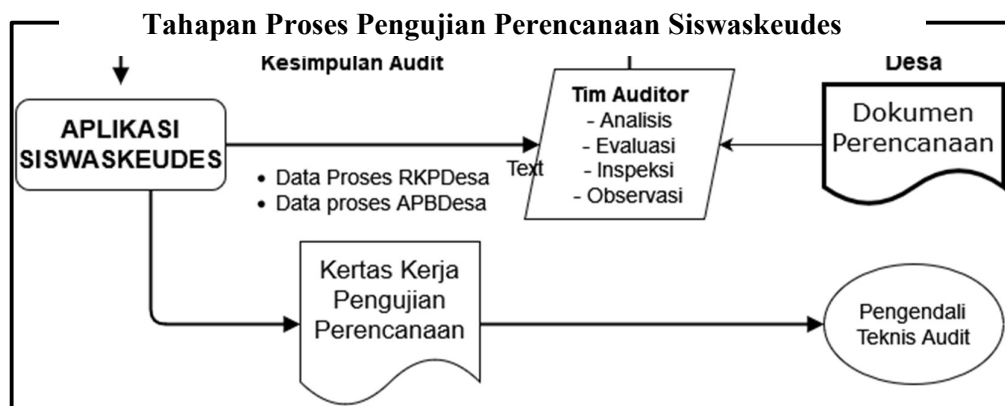 Tahapan Proses Pengujian Perencanaan Siswaskeudes
Kesimpulan Audit
Desa
APLIKASI
SISWASKEUDES
Text
• Data Proses RKPDesa
• Data proses APBDesa
Tim Auditor
- Analisis
- Evaluasi
- Inspeksi
- Observasi
Dokumen
Perencanaan
Kertas Kerja
Pengujian
Perencanaan
Pengendali
Teknis Audit